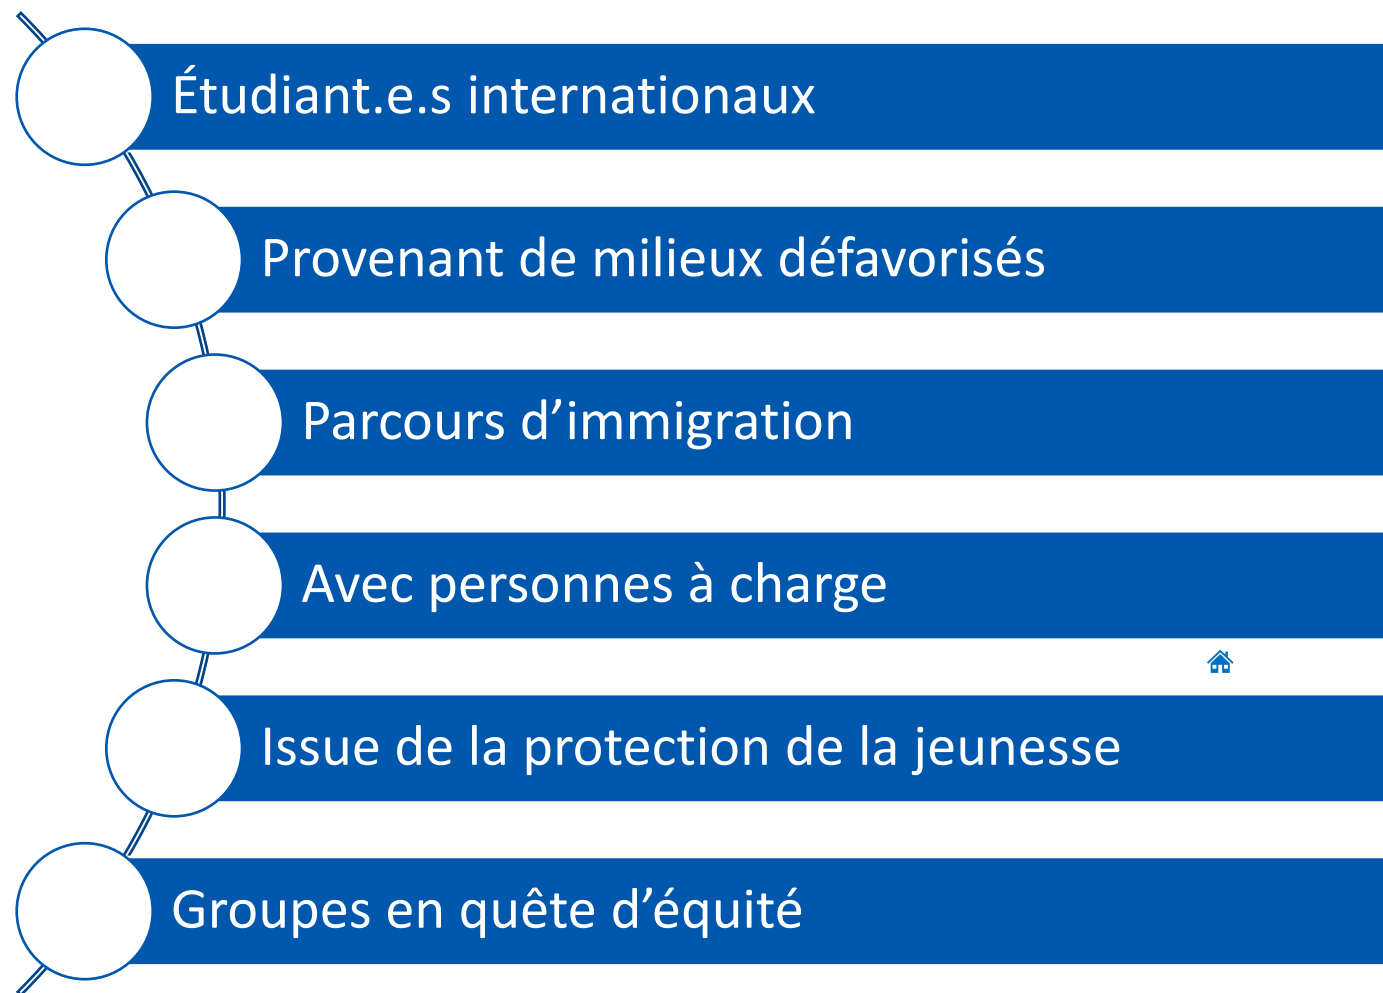 Étudiant.e.s internationaux
Provenant de milieux défavorisés
Parcours d’immigration
Avec personnes à charge
Issue de la protection de la jeunesse
Groupes en quête d’équité